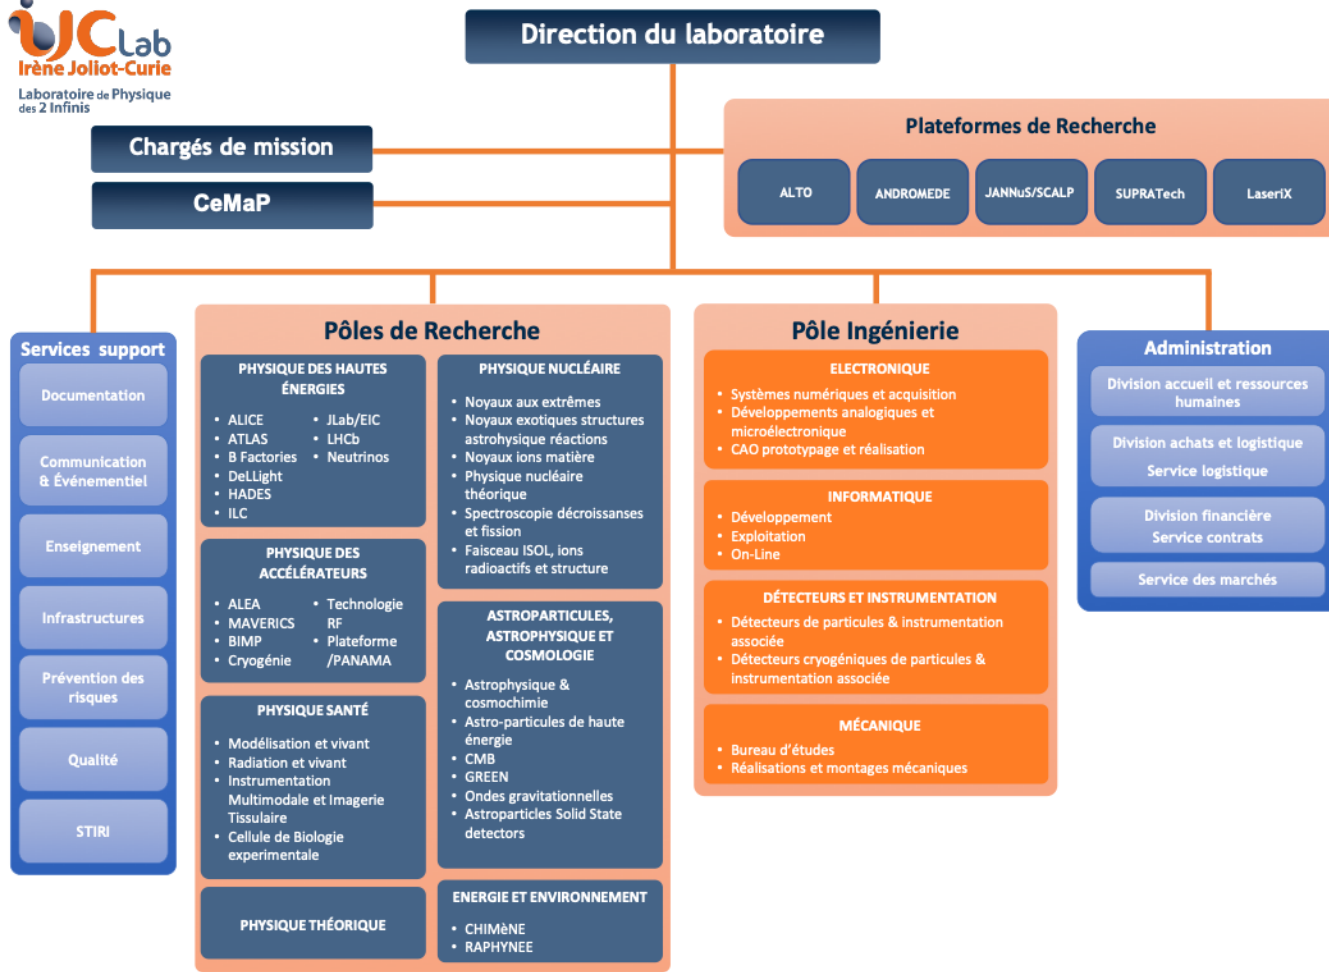 iJCLab
Irène Joliot-Curie
Laboratoire de Physique
des 2 Infinis
Direction du laboratoire
Chargés de mission
CeMaP
Plateformes de Recherche
ALTO
ANDROMEDE
JANNuS/SCALP
SUPRATech
LaseriX
Services support
Documentation
Communication
& Événementiel
Enseignement
Infrastructures
Prévention des
risques
Qualité
STIRI
Pôles de Recherche
PHYSIQUE DES HAUTES
ÉNERGIES
• ALICE
• ATLAS
• B Factories
• DeLLight
• HADES
• ILC
• JLab/EIC
• LHCb
• Neutrinos
PHYSIQUE DES
ACCÉLÉRATEURS
• ALEA
• MAVERICS
• BIMP
• Cryogénie
• Technologie
RF
• Plateforme
/PANAMA
PHYSIQUE SANTÉ
• Modélisation et vivant
• Radiation et vivant
• Instrumentation
Multimodale et Imagerie
Tissulaire
• Cellule de Biologie
experimentale
PHYSIQUE THÉORIQUE
PHYSIQUE NUCLÉAIRE
• Noyaux aux extrêmes
• Noyaux exotiques structures
astrohysique réactions
• Noyaux ions matière
• Physique nucléaire
théorique
• Spectroscopie décroissanses
et fission
• Faisceau ISOL, ions
radioactifs et structure
ASTROPARTICULES,
ASTROPHYSIQUE ET
COSMOLOGIE
• Astrophysique &
cosmochimie
• Astro-particules de haute
énergie
• CMB
• GREEN
• Ondes gravitationnelles
• Astroparticles Solid State
detectors
ENERGIE ET ENVIRONNEMENT
• CHIMèNE
• RAPHYNEE
Pôle Ingénierie
ELECTRONIQUE
• Systèmes numériques et acquisition
• Développements analogiques et
microélectronique
• CAO prototypage et réalisation
INFORMATIQUE
• Développement
• Exploitation
• On-Line
DÉTECTEURS ET INSTRUMENTATION
• Détecteurs de particules & instrumentation
associée
• Détecteurs cryogéniques de particules &
instrumentation associée
MÉCANIQUE
• Bureau d'études
• Réalisations et montages mécaniques
Administration
Division accueil et ressources
humaines
Division achats et logistique
Service logistique
Division financière
Service contrats
Service des marchés